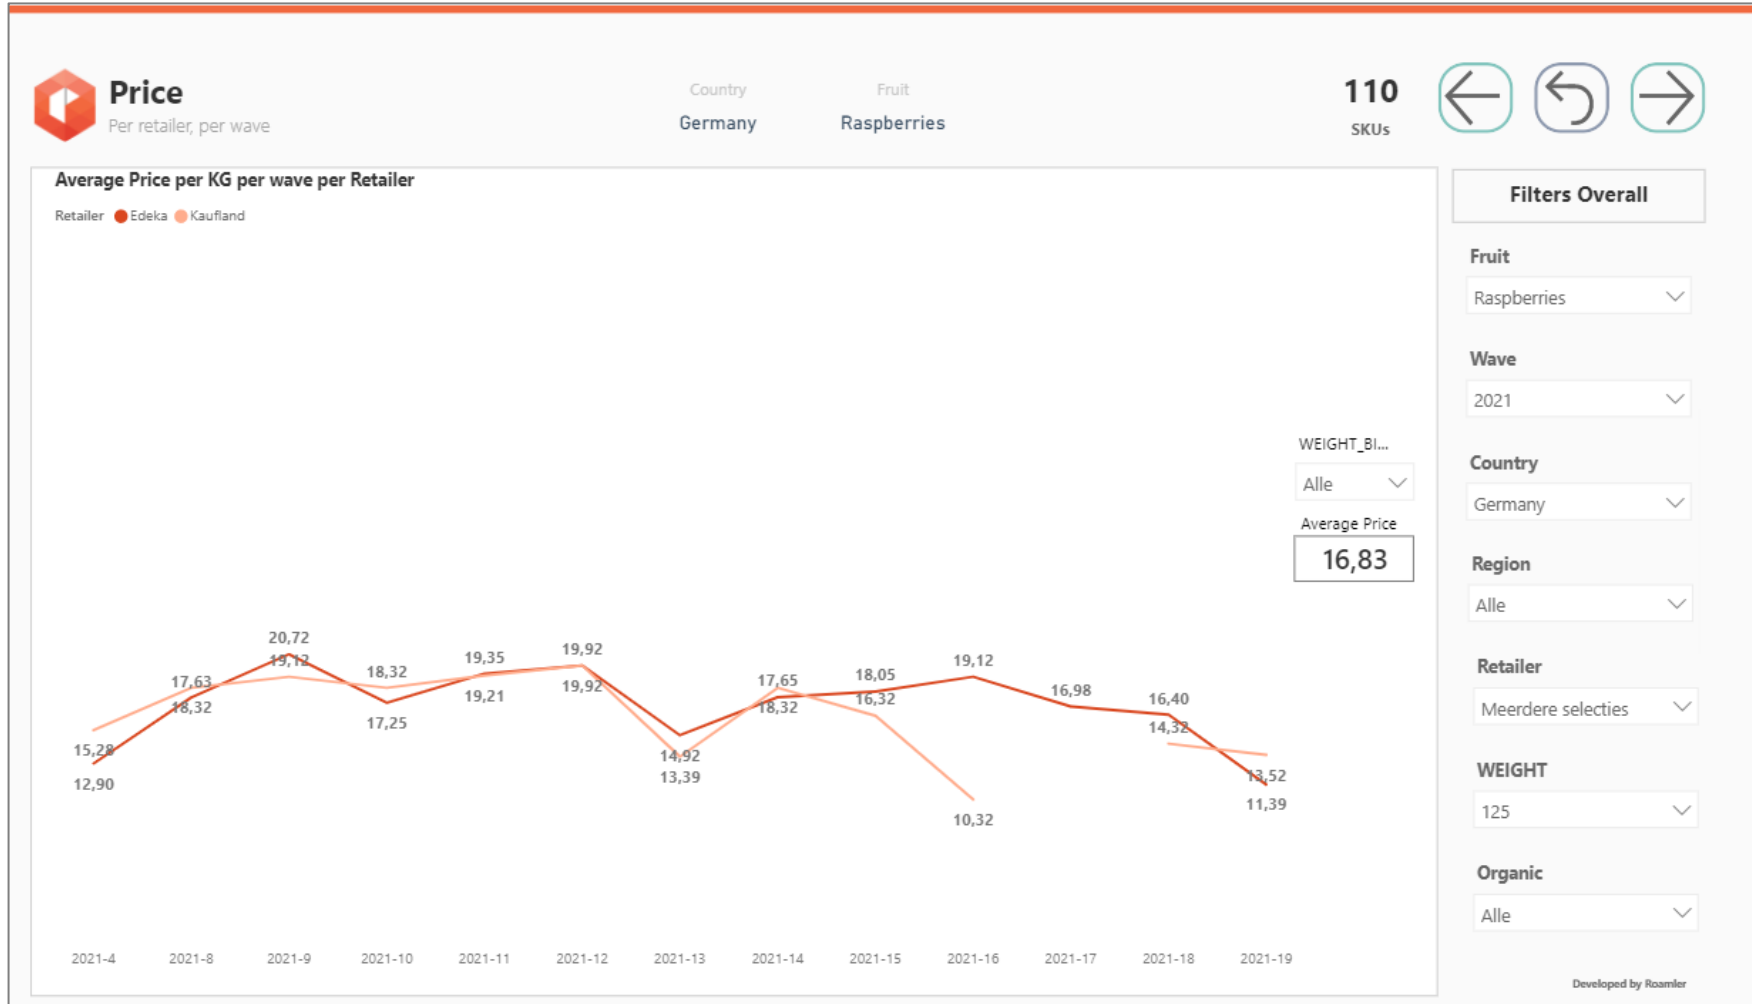 Price
Per retailer, per wave
Country
Germany
Fruit
Raspberries
110
SKUs
Average Price per KG per wave per Retailer
Retailer Edeka Kaufland
Filters Overall
Fruit
Raspberries
Wave
2021
Country
Germany
Region
Alle
Retailer
Meerdere selecties
WEIGHT
125
Organic
Alle
WEIGHT_BI...
Alle
Average Price
16,83
15,28
12,90
17,63
18,32
20,72
19,12
18,32
17,25
19,35
19,21
19,92
19,92
14,92
13,39
17,65
18,32
18,05
16,32
19,12
10,32
16,98
16,40
14,32
13,52
11,39
2021-4 2021-8 2021-9 2021-10 2021-11 2021-12 2021-13 2021-14 2021-15 2021-16 2021-17 2021-18 2021-19
Developed by Roamler